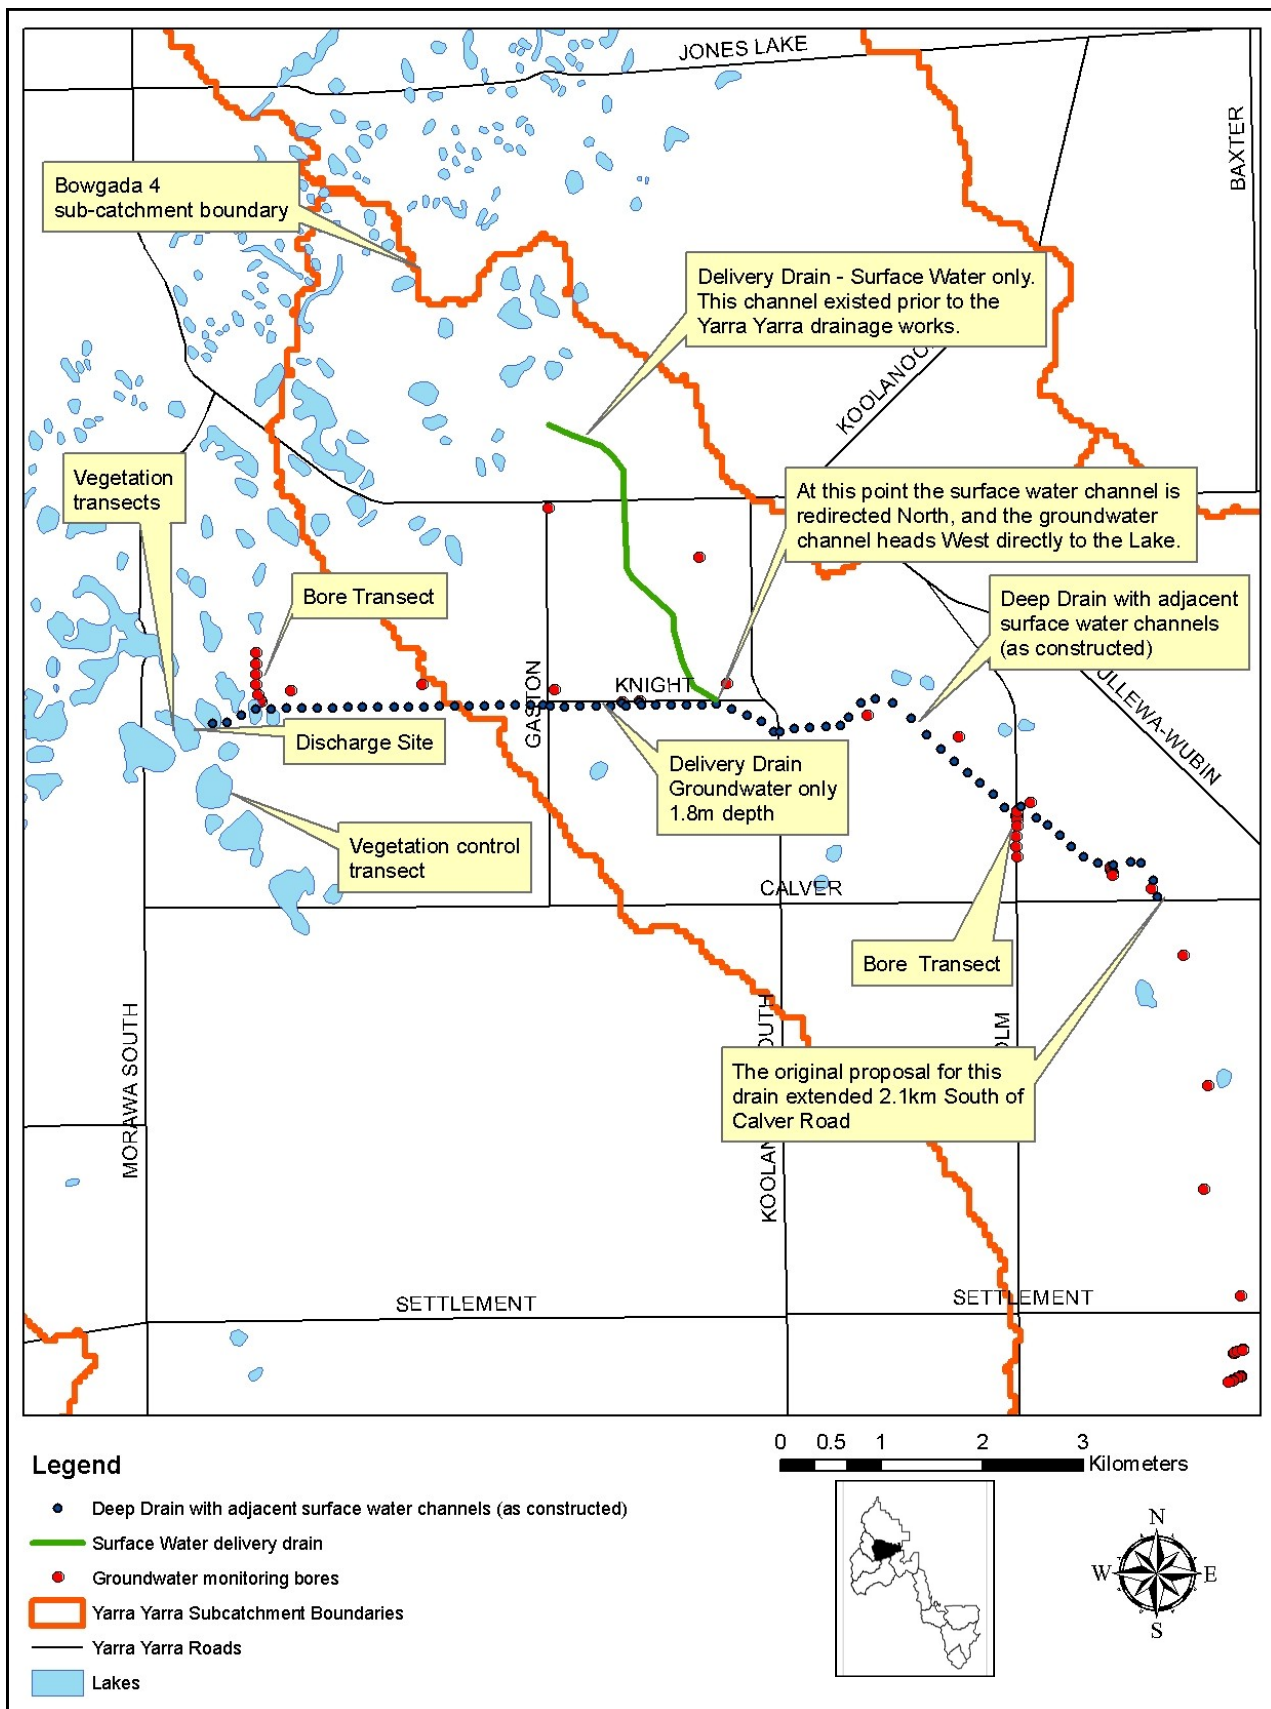 JONES LAKE
BAXTER
Bowgada 4
sub-catchment boundary
Delivery Drain - Surface Water only.
This channel existed prior to the
Yarra Yarra drainage works.
Vegetation
transects
At this point the surface water channel is
redirected North, and the groundwater
channel heads West directly to the Lake.
Bore Transect
Deep Drain with adjacent
surface water channels
(as constructed)
KNIGHT
GASTON
Discharge Site
Delivery Drain
Groundwater only
1.8m depth
Vegetation control
transect
CALVER
Bore Transect
MORAWA SOUTH
The original proposal for this
drain extended 2.1km South of
Calver Road
SETTLEMENT
SETTLEMENT
Legend
Deep Drain with adjacent surface water channels (as constructed)
Surface Water delivery drain
Groundwater monitoring bores
Yarra Yarra Subcatchment Boundaries
Yarra Yarra Roads
Lakes
0 0.5 1 2 3
Kilometers
N
W E
S